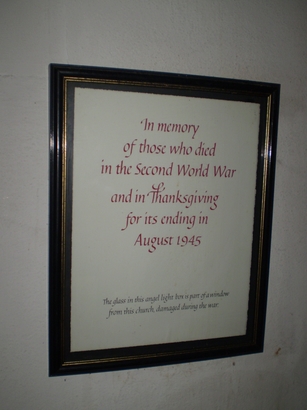 In memory
of those who died
in the Second World War
and in Thanksgiving
for its ending in
August 1945
The glass in this angel light box is part of a window
from this church, damaged during the war.